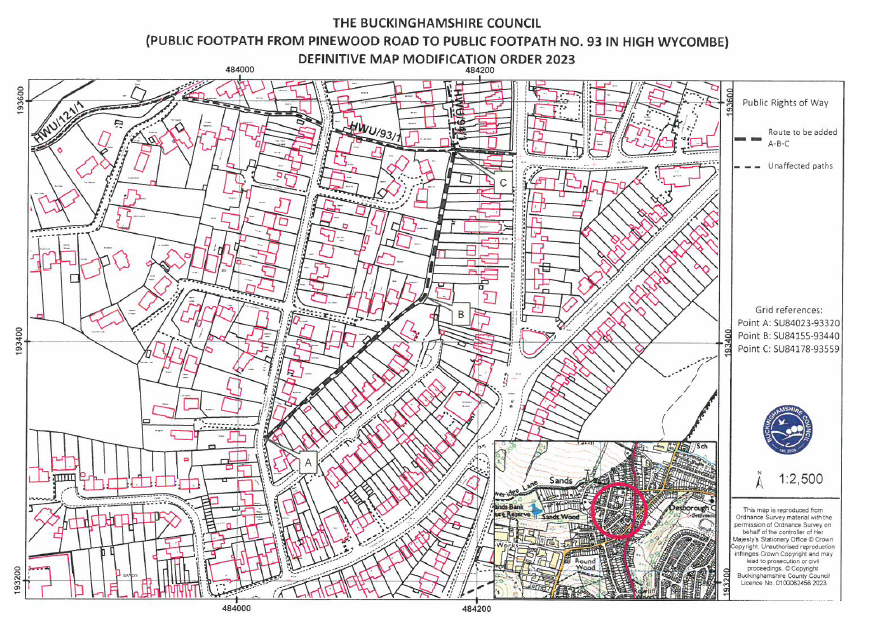 THE BUCKINGHAMSHIRE COUNCIL
(PUBLIC FOOTPATH FROM PINEWOOD ROAD TO PUBLIC FOOTPATH NO. 93 IN HIGH WYCOMBE)
DEFINITIVE MAP MODIFICATION ORDER 2023
484000
484200
193600
193600
HWU/121/1
HWU/93/1
C
B
A
193400
193400
193200
193200
484000
484200
Public Rights of Way
Route to be added
A-B-C
Unaffected paths
Grid references:
Point A: SU84023-93320
Point B: SU84155-93440
Point C: SU84178-93559
BUCKINGHAMSHIRE COUNCIL
N
1:2,500
This map is reproduced from
Ordnance Survey material with the
permission of Ordnance Survey on
behalf of the controller of Her
Majesty's Stationery Office © Crown
Copyright. Unauthorised reproduction
infringes Crown Copyright and may
lead to prosecution or civil
proceedings. © Copyright
Buckinghamshire County Council
Licence No. 0100062456 2023
Sch
Sands
Lane
Sands Wood
Desborough
Round
Wood